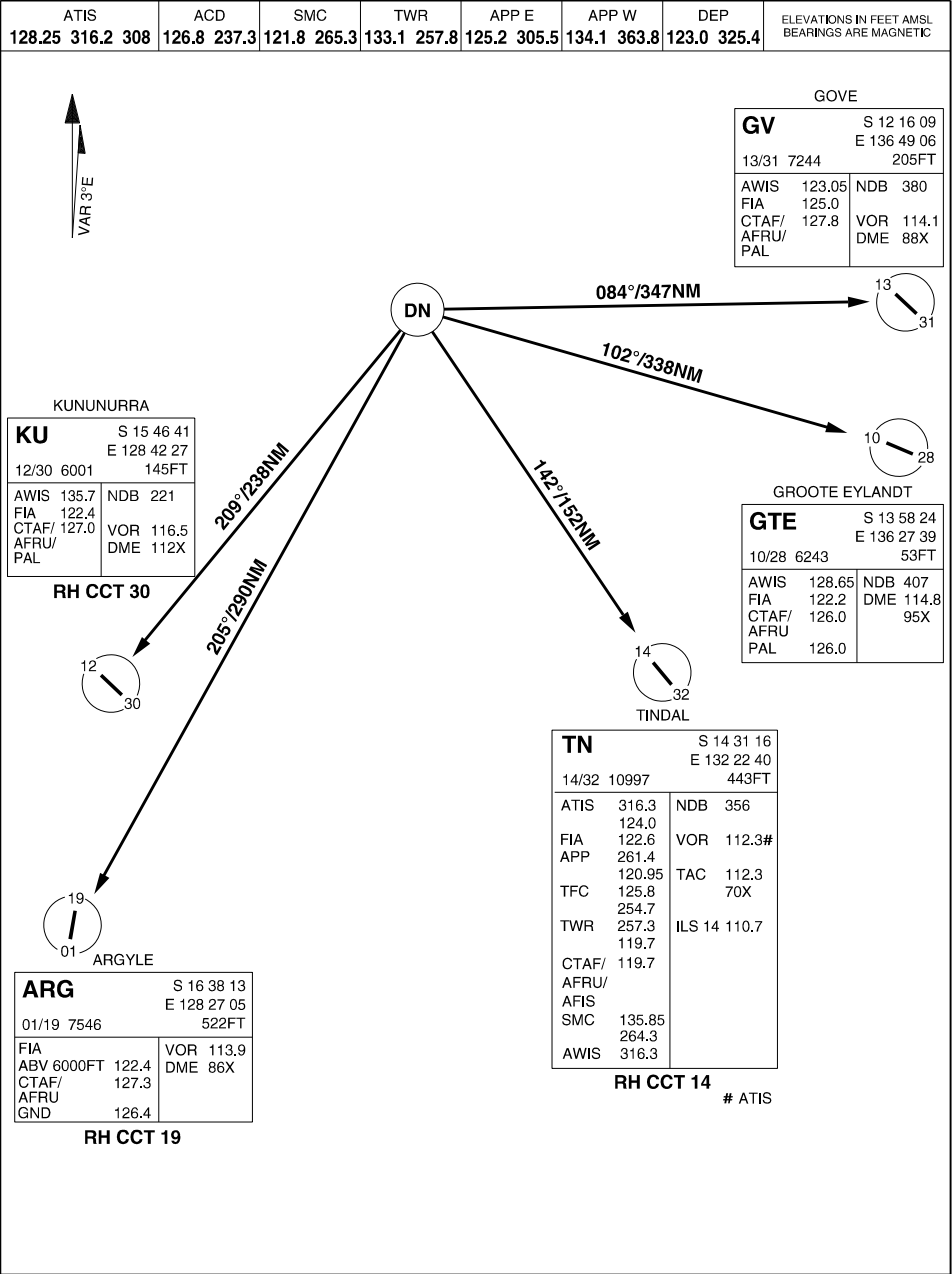 ATIS
128.25 316.2 308
ACD
126.8 237.3
SMC
121.8 265.3
TWR
133.1 257.8
APP E
125.2 305.5
APP W
134.1 363.8
DEP
123.0 325.4
ELEVATIONS IN FEET AMSL
BEARINGS ARE MAGNETIC
VAR 3°E
GOVE
GV S 12 16 09
E 136 49 06
13/31 7244 205FT
AWIS 123.05 NDB 380
FIA 125.0
CTAF/ 127.8 VOR 114.1
AFRU/ DME 88X
PAL
13
31
084°/347NM
DN
102°/338NM
10
28
GROOTE EYLANDT
GTE S 13 58 24
E 136 27 39
10/28 6243 53FT
AWIS 128.65 NDB 407
FIA 122.2 DME 114.8
CTAF/ 126.0 95X
AFRU
PAL 126.0
KUNUNURRA
KU S 15 46 41
E 128 42 27
12/30 6001 145FT
AWIS 135.7 NDB 221
FIA 122.4
CTAF/ 127.0 VOR 116.5
AFRU/ DME 112X
PAL
RH CCT 30
209°/238NM
205°/290NM
142°/152NM
12
30
14
32
TINDAL
TN S 14 31 16
E 132 22 40
14/32 10997 443FT
ATIS 316.3 NDB 356
124.0
FIA 122.6 VOR 112.3#
APP 261.4
120.95 TAC 112.3
TFC 125.8 70X
254.7
TWR 257.3 ILS 14 110.7
119.7
CTAF/ 119.7
AFRU/
AFIS
SMC 135.85
264.3
AWIS 316.3
RH CCT 14
# ATIS
19
01
ARGYLE
ARG S 16 38 13
E 128 27 05
01/19 7546 522FT
FIA VOR 113.9
ABV 6000FT 122.4 DME 86X
CTAF/ 127.3
AFRU
GND 126.4
RH CCT 19